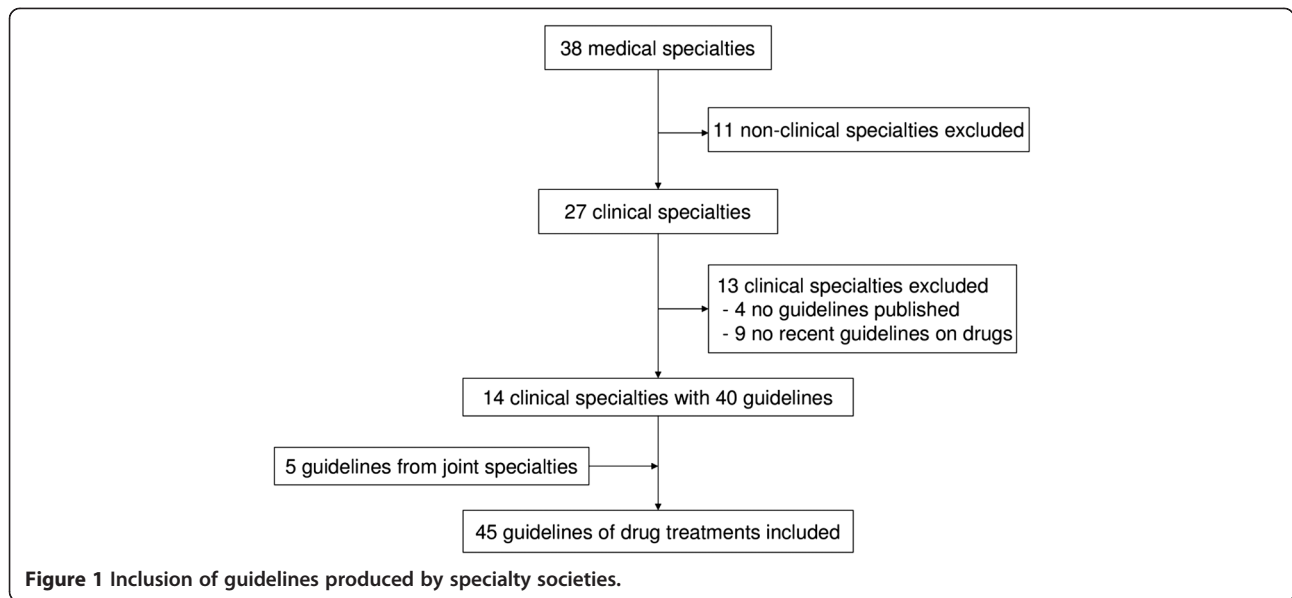 38 medical specialties
11 non-clinical specialties excluded
27 clinical specialties
13 clinical specialties excluded
- 4 no guidelines published
- 9 no recent guidelines on drugs
14 clinical specialties with 40 guidelines
5 guidelines from joint specialties
45 guidelines of drug treatments included
Figure 1 Inclusion of guidelines produced by specialty societies.